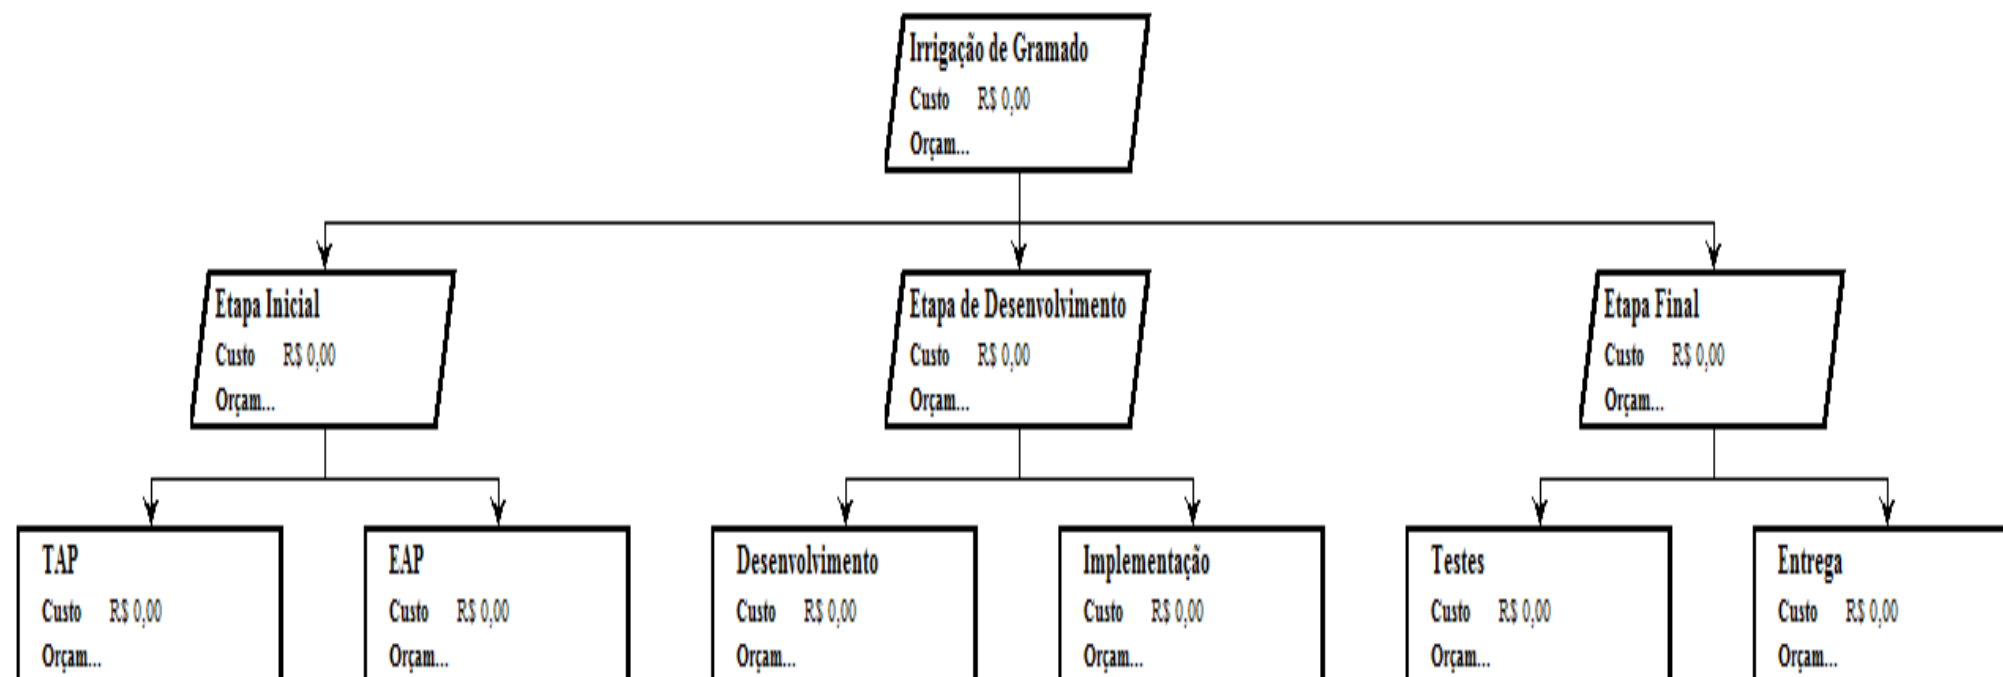 Irrigação de Gramado
Custo R$ 0,00
Orçam...
Etapa Inicial
Custo R$ 0,00
Orçam...
Etapa de Desenvolvimento
Custo R$ 0,00
Orçam...
Etapa Final
Custo R$ 0,00
Orçam...
TAP
Custo R$ 0,00
Orçam...
EAP
Custo R$ 0,00
Orçam...
Desenvolvimento
Custo R$ 0,00
Orçam...
Implementação
Custo R$ 0,00
Orçam...
Testes
Custo R$ 0,00
Orçam...
Entrega
Custo R$ 0,00
Orçam...